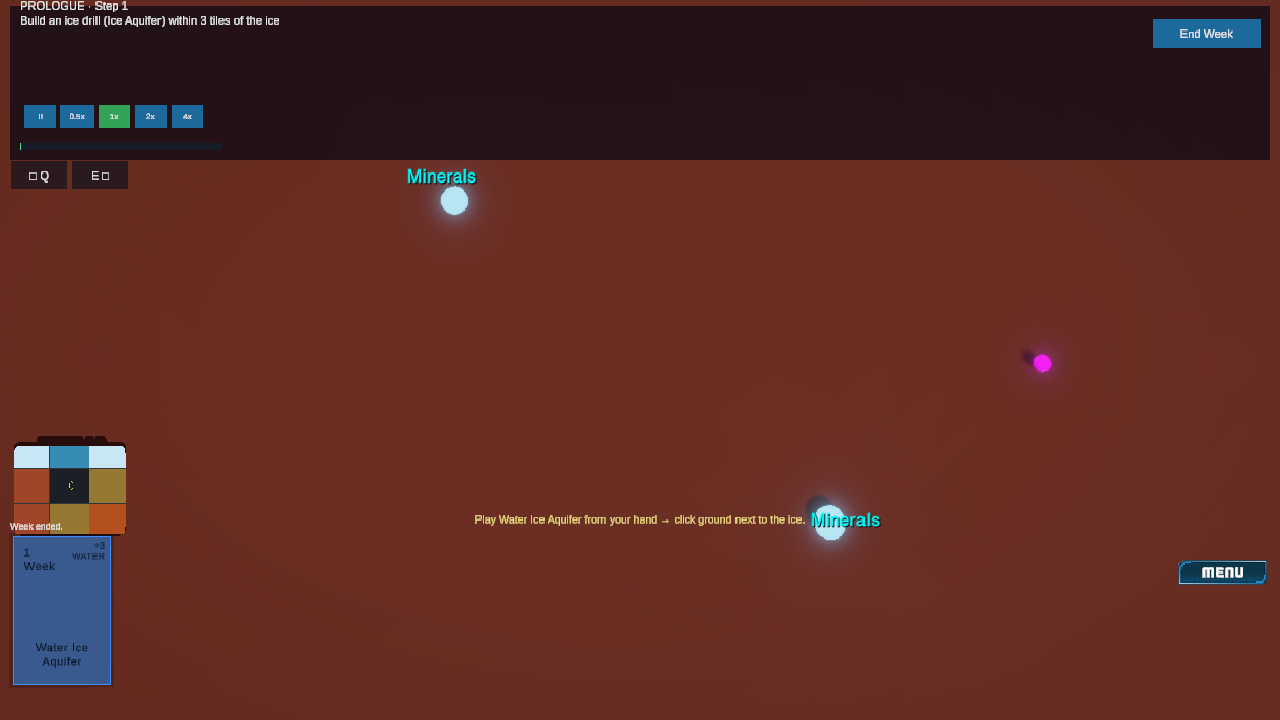 PROLOGUE · Step 1
Build an ice drill (Ice Aquifer) within 3 tiles of the ice
End Week
II
0.5x
1x
2x
4x
□ Q
E □
Minerals
Play Water Ice Aquifer from your hand → click ground next to the ice.
Minerals
Week ended.
1
Week
+3
WATER
Water Ice
Aquifer
MENU